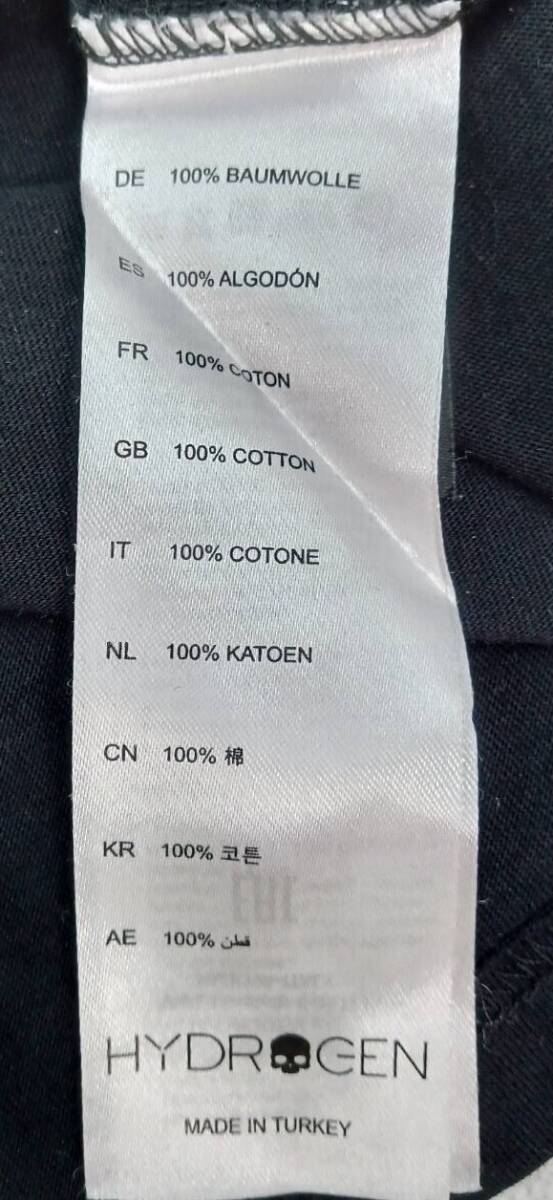 DE 100% BAUMWOLLE
ES 100% ALGODÓN
FR 100% COTON
GB 100% COTTON
IT 100% COTONE
NL 100% KATOEN
CN 100% 棉
KR 100% 코튼
AE 100% قطن
HYDROGEN
MADE IN TURKEY